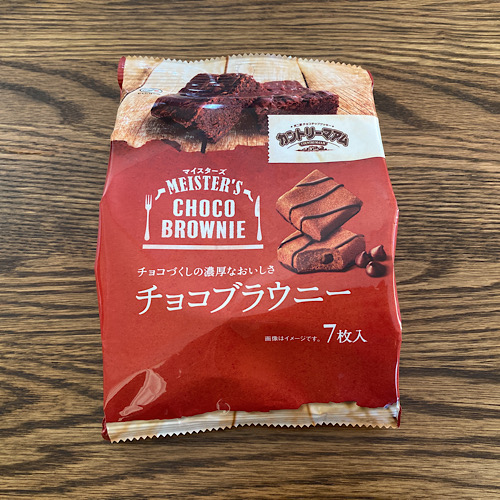 カントリーマアム
マイスターズ
MEISTER'S
CHOCO
BROWNIE
チョコづくしの濃厚なおいしさ
チョコブラウニー
画像はイメージです。 7枚入